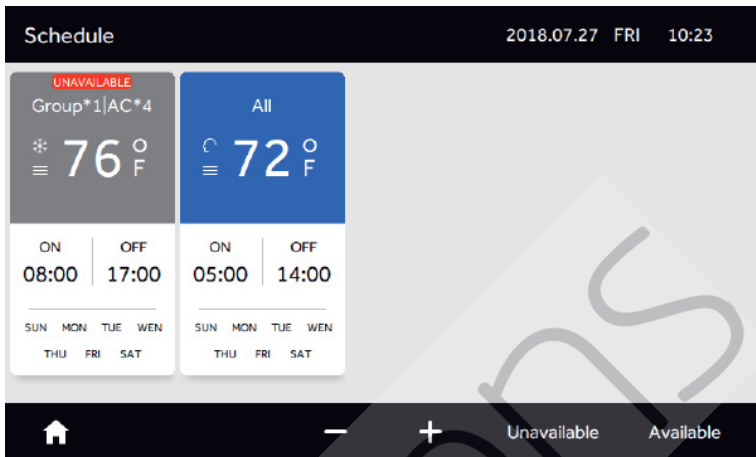 Schedule 2018.07.27 FRI 10:23
UNAVAILABLE
Group*1|AC*4
76 °F
ON OFF
08:00 17:00
SUN MON TUE WEN
THU FRI SAT
All
72 °F
ON OFF
05:00 14:00
SUN MON TUE WEN
THU FRI SAT
− + Unavailable Available